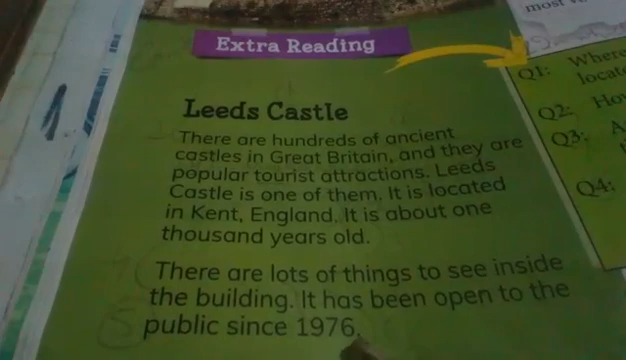 Extra Reading
Leeds Castle
There are hundreds of ancient
castles in Great Britain, and they are
popular tourist attractions. Leeds
Castle is one of them. It is located
in Kent, England. It is about one
thousand years old.
There are lots of things to see inside
the building. It has been open to the
public since 1976.
most
Q1: Where
locate
Q2: How
Q3:
Q4: